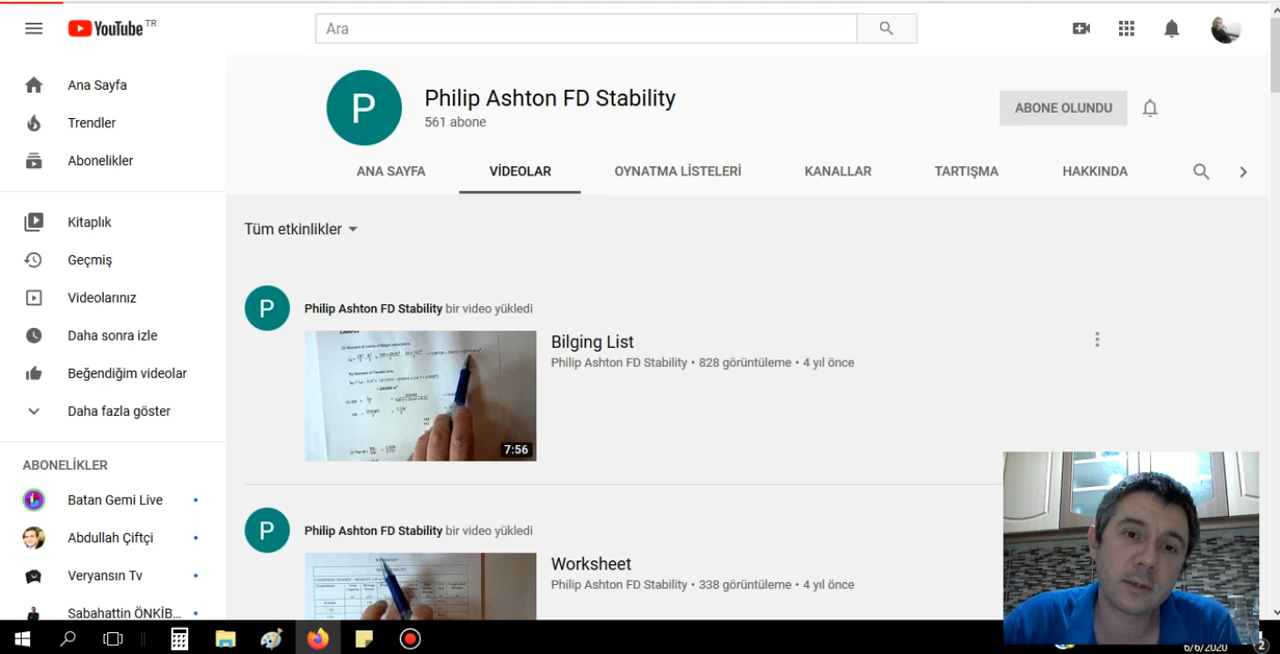 YouTube TR
Ara
Ana Sayfa
Trendler
Abonelikler
Kitaplık
Geçmiş
Videolarınız
Daha sonra izle
Beğendiğim videolar
Daha fazla göster
ABONELİKLER
Batan Gemi Live
Abdullah Çiftçi
Veryansın Tv
Sabahattin ÖNKİB...
P
Philip Ashton FD Stability
561 abone
ABONE OLUNDU
ANA SAYFA
VİDEOLAR
OYNATMA LİSTELERİ
KANALLAR
TARTIŞMA
HAKKINDA
Tüm etkinlikler
P
Philip Ashton FD Stability bir video yükledi
7:56
Bilging List
Philip Ashton FD Stability • 828 görüntüleme • 4 yıl önce
P
Philip Ashton FD Stability bir video yükledi
Worksheet
Philip Ashton FD Stability • 338 görüntüleme • 4 yıl önce
6/6/2020
2